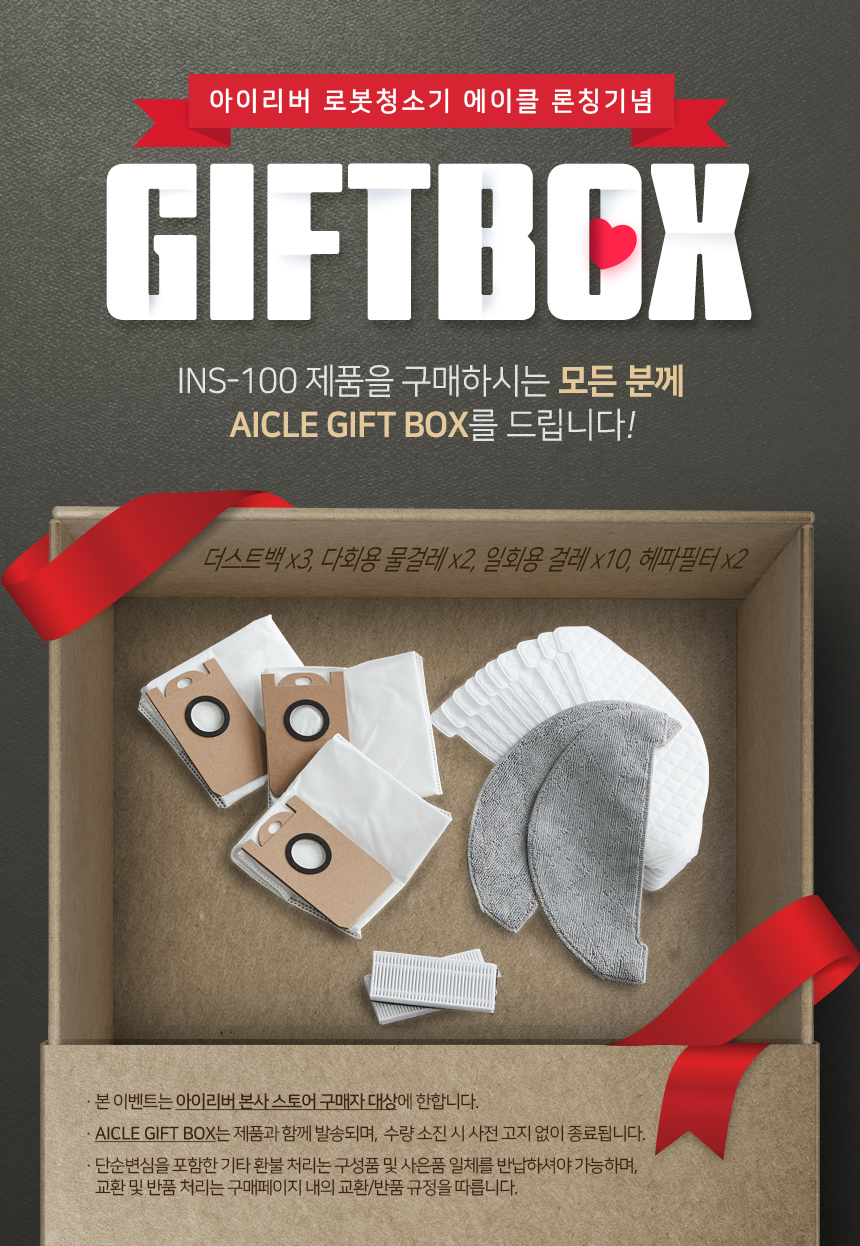 아이리버 로봇청소기 에이클 론칭기념
GIFTBOX
INS-100 제품을 구매하시는 모든 분께
AICLE GIFT BOX를 드립니다!
더스트백 x3, 다회용 물걸레 x2, 일회용 걸레 x10, 헤파필터 x2
· 본 이벤트는 아이리버 본사 스토어 구매자 대상에 한합니다.
· AICLE GIFT BOX는 제품과 함께 발송되며, 수량 소진 시 사전 고지 없이 종료됩니다.
· 단순변심을 포함한 기타 환불 처리는 구성품 및 사은품 일체를 반납하셔야 가능하며,
교환 및 반품 처리는 구매페이지 내의 교환/반품 규정을 따릅니다.